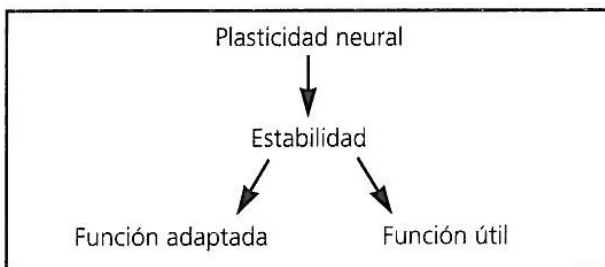 Plasticidad neural
Estabilidad
Función adaptada
Función útil